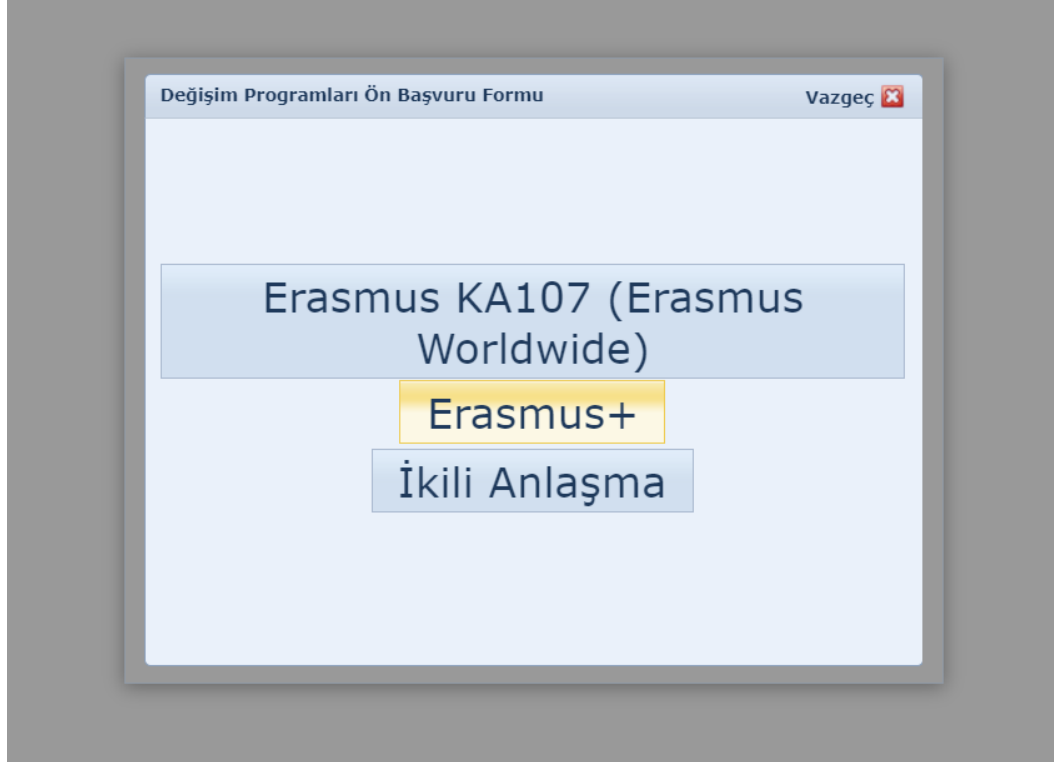 Değişim Programları Ön Başvuru Formu
Vazgeç
Erasmus KA107 (Erasmus
Worldwide)
Erasmus+
İkili Anlaşma